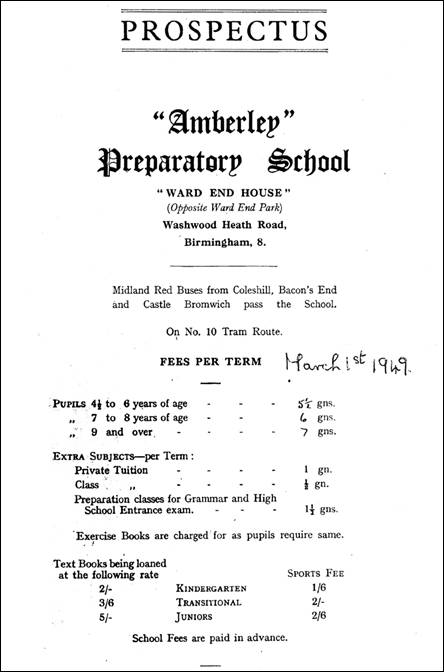 PROSPECTUS
"Amberley"
Preparatory School
"WARD END HOUSE"
(Opposite Ward End Park)
Washwood Heath Road,
Birmingham, 8.
Midland Red Buses from Coleshill, Bacon's End
and Castle Bromwich pass the School.
On No. 10 Tram Route.
FEES PER TERM March 1st 1949.
PUPILS 4½ to 6 years of age - - - 5½ gns.
„ 7 to 8 years of age - - - 6 gns.
„ 9 and over - - - - 7 gns.
EXTRA SUBJECTS—per Term :
Private Tuition - - - - 1 gn.
Class „ - - - - ½ gn.
Preparation classes for Grammar and High
School Entrance exam. - - - 1½ gns.
Exercise Books are charged for as pupils require same.
Text Books being loaned
at the following rate SPORTS FEE
2/- KINDERGARTEN 1/6
3/6 TRANSITIONAL 2/-
5/- JUNIORS 2/6
School Fees are paid in advance.